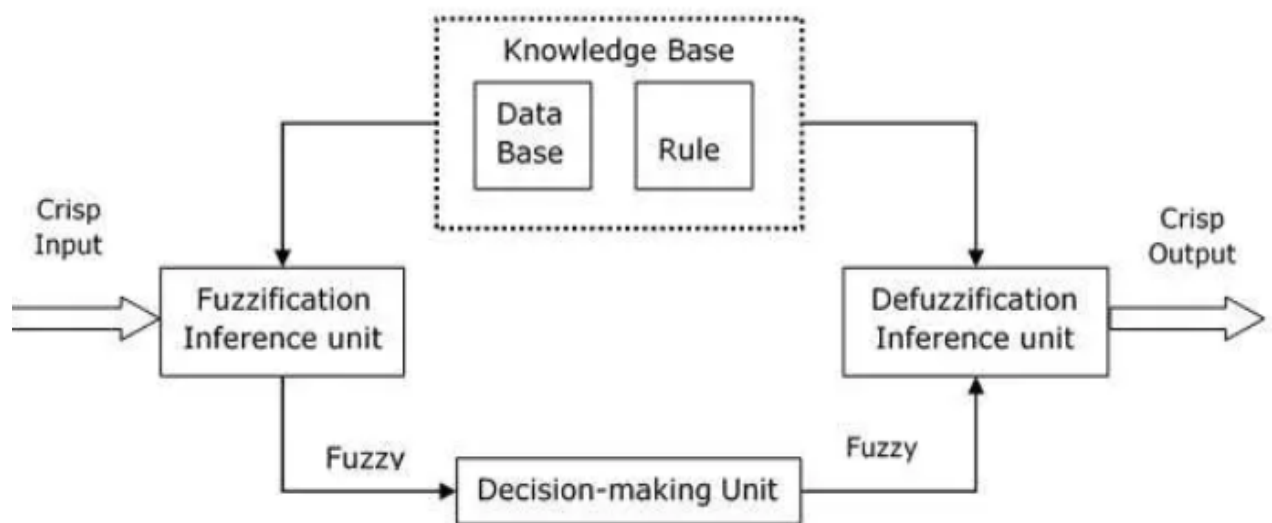 Knowledge Base
Data
Base
Rule
Crisp
Input
Crisp
Output
Fuzzification
Inference unit
Defuzzification
Inference unit
Fuzzy
Fuzzy
Decision-making Unit